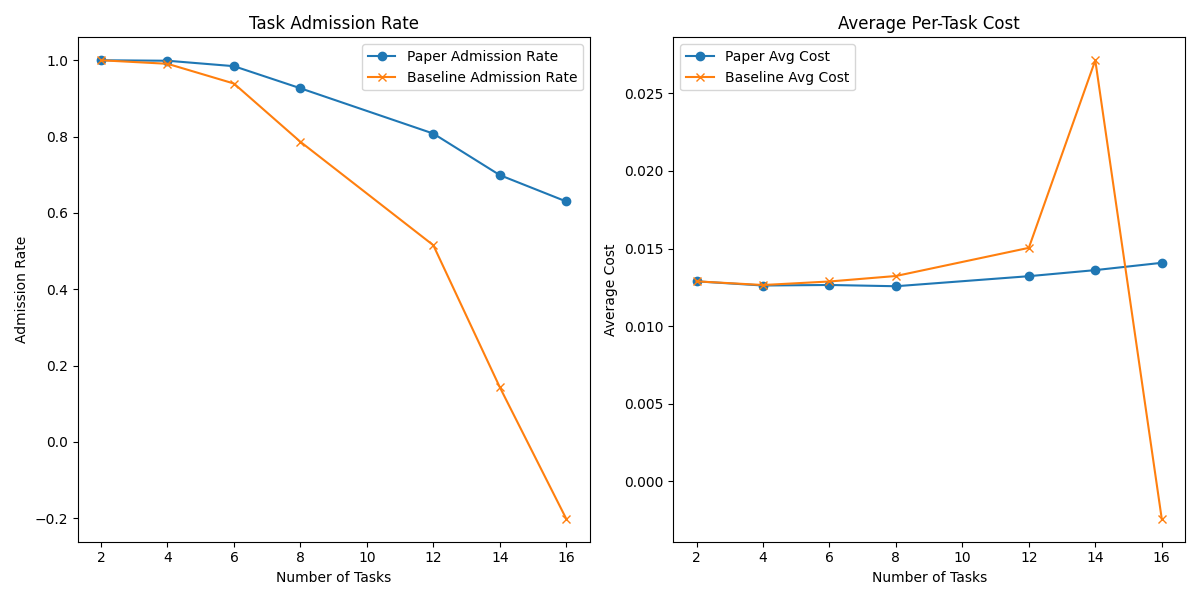 Task Admission Rate
Paper Admission Rate
Baseline Admission Rate
1.0
0.8
0.6
0.4
0.2
0.0
−0.2
Admission Rate
2 4 6 8 10 12 14 16
Number of Tasks
Average Per-Task Cost
Paper Avg Cost
Baseline Avg Cost
0.025
0.020
0.015
0.010
0.005
0.000
Average Cost
2 4 6 8 10 12 14 16
Number of Tasks